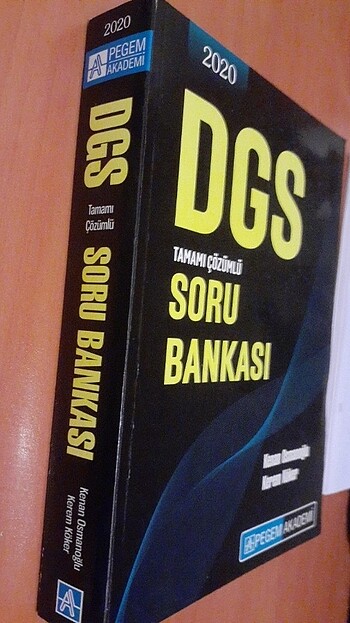 2020
PEGEM
AKADEMİ
DGS
Tamamı
Çözümlü
SORU BANKASI
Kenan Osmanoğlu
Kerem Köker
2020
DGS
TAMAMI ÇÖZÜMLÜ
SORU
BANKASI
Kenan Osmanoğlu
Kerem Köker
PEGEM AKADEMİ